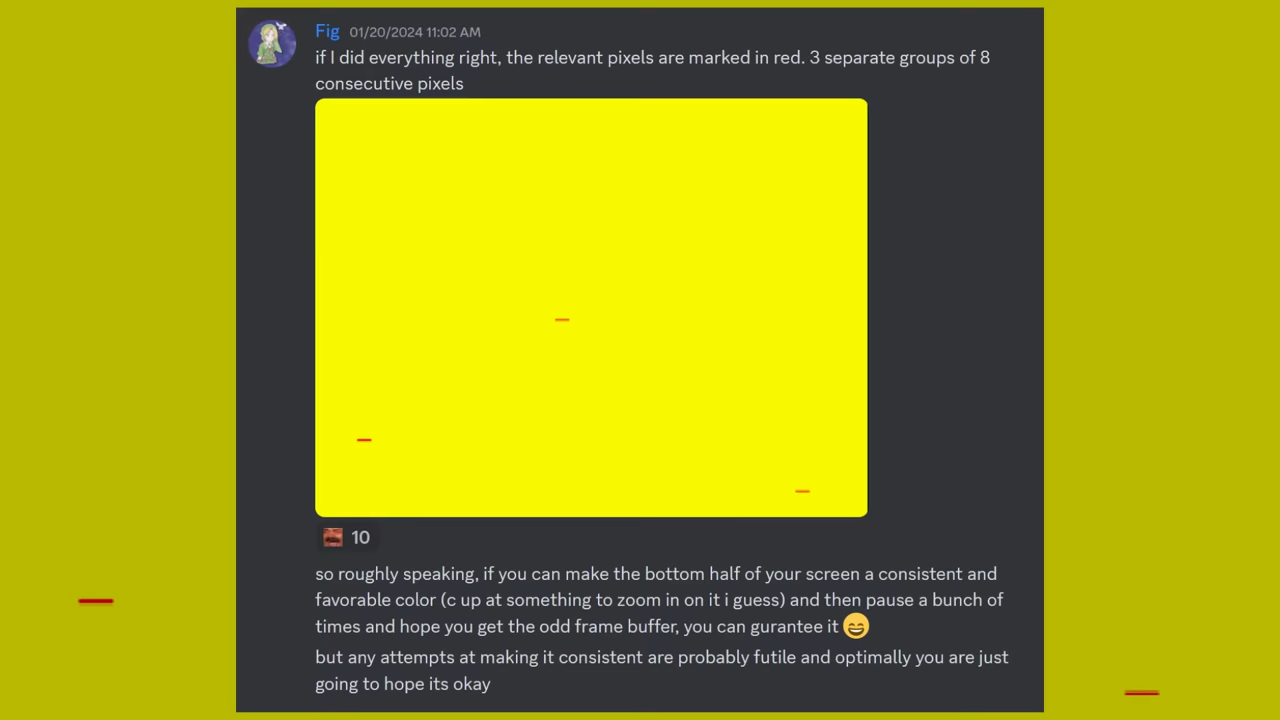 Fig 01/20/2024 11:02 AM
if I did everything right, the relevant pixels are marked in red. 3 separate groups of 8
consecutive pixels
10
so roughly speaking, if you can make the bottom half of your screen a consistent and
favorable color (c up at something to zoom in on it i guess) and then pause a bunch of
times and hope you get the odd frame buffer, you can gurantee it
but any attempts at making it consistent are probably futile and optimally you are just
going to hope its okay